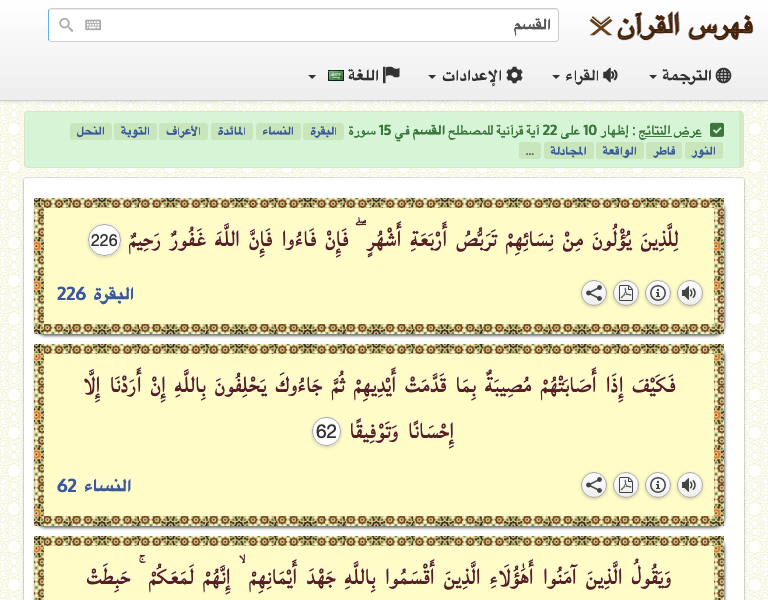 فهرس القرآن
القسم
الترجمة القراء الإعدادات اللغة
عرض النتائج : إظهار 10 على 22 آية قرآنية للمصطلح القسم في 15 سورة البقرة النساء المائدة الأعراف التوبة النحل
النور فاطر الواقعة المجادلة ...
لِلَّذِينَ يُؤْلُونَ مِنْ نِسَائِهِمْ تَرَبُّصُ أَرْبَعَةِ أَشْهُرٍ ۖ فَإِنْ فَاءُوا فَإِنَّ اللَّهَ غَفُورٌ رَحِيمٌ 226
البقرة 226
فَكَيْفَ إِذَا أَصَابَتْهُمْ مُصِيبَةٌ بِمَا قَدَّمَتْ أَيْدِيهِمْ ثُمَّ جَاءُوكَ يَحْلِفُونَ بِاللَّهِ إِنْ أَرَدْنَا إِلَّا
إِحْسَانًا وَتَوْفِيقًا 62
النساء 62
وَيَقُولُ الَّذِينَ آمَنُوا أَهَٰؤُلَاءِ الَّذِينَ أَقْسَمُوا بِاللَّهِ جَهْدَ أَيْمَانِهِمْ ۙ إِنَّهُمْ لَمَعَكُمْ ۚ حَبِطَتْ